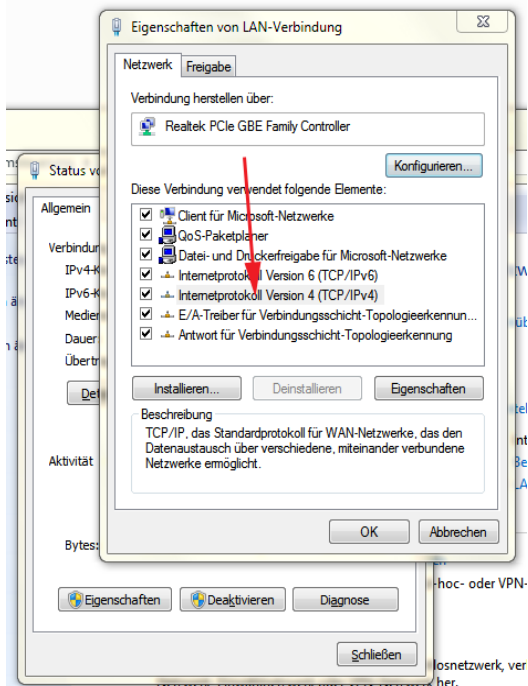 Eigenschaften von LAN-Verbindung
Netzwerk Freigabe
Verbindung herstellen über:
Realtek PCIe GBE Family Controller
Konfigurieren...
Diese Verbindung verwendet folgende Elemente:
Client für Microsoft-Netzwerke
QoS-Paketplaner
Datei- und Druckerfreigabe für Microsoft-Netzwerke
Internetprotokoll Version 6 (TCP/IPv6)
Internetprotokoll Version 4 (TCP/IPv4)
E/A-Treiber für Verbindungsschicht-Topologieerkennun...
Antwort für Verbindungsschicht-Topologieerkennung
Installieren... Deinstallieren Eigenschaften
Beschreibung
TCP/IP, das Standardprotokoll für WAN-Netzwerke, das den
Datenaustausch über verschiedene, miteinander verbundene
Netzwerke ermöglicht.
OK Abbrechen
Status vo
Allgemein
Verbindun
IPv4-K
IPv6-K
Medien
Dauer
Übertr
Det
Aktivität
Bytes:
Eigenschaften Deaktivieren Diagnose
Schließen
-hoc- oder VPN-
losnetzwerk, ver
her.